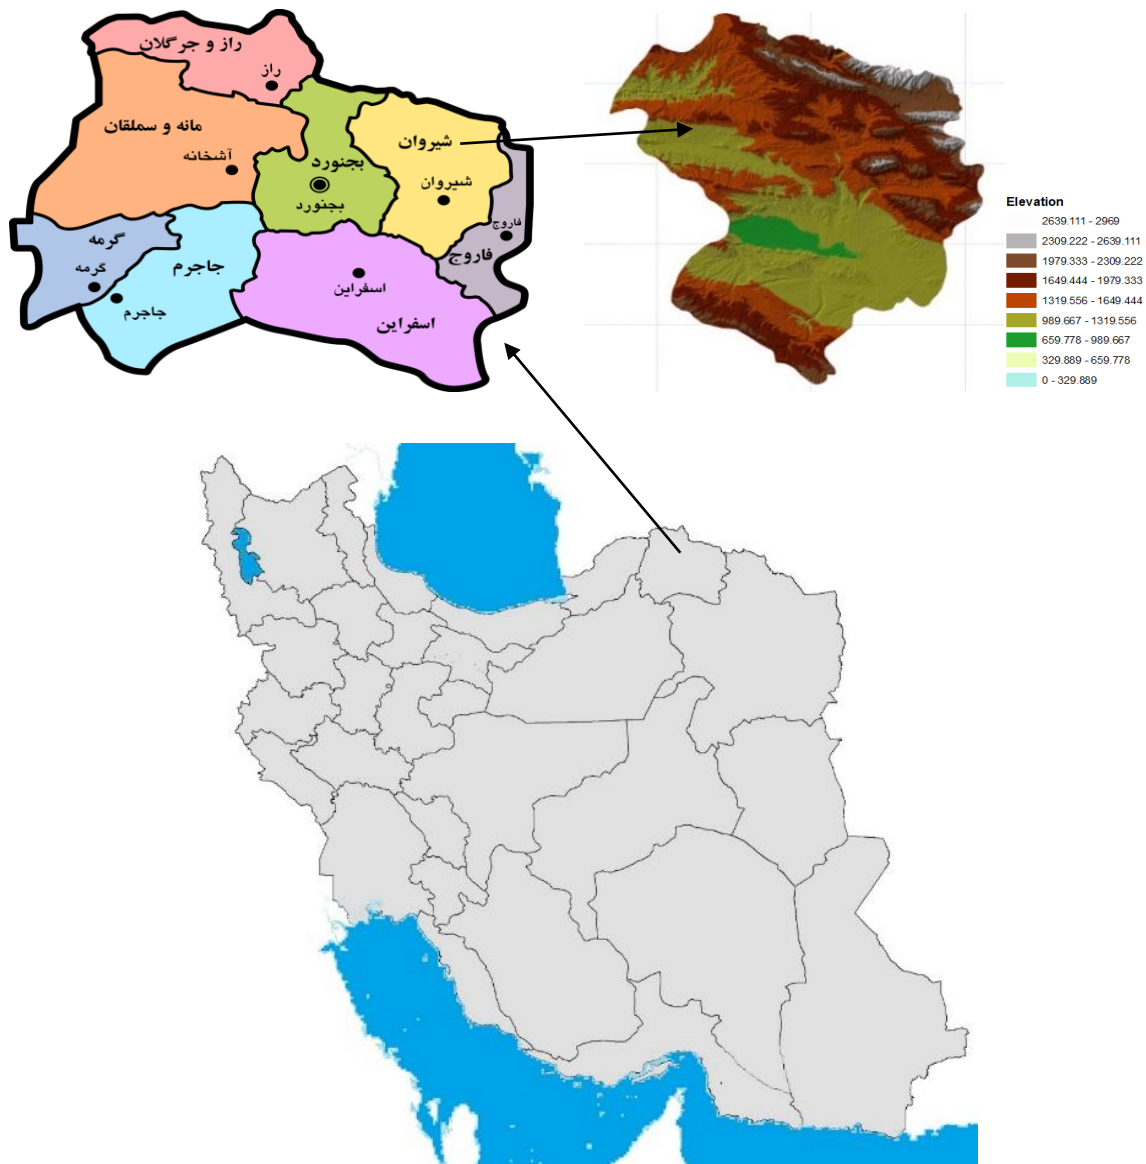 راز و جرگلان
راز
مانه و سملقان
آشخانه
بجنورد
بجنورد
شیروان
شیروان
فاروج
فاروج
گرمه
گرمه
جاجرم
جاجرم
اسفراین
اسفراین
Elevation
2639.111 - 2969
2309.222 - 2639.111
1979.333 - 2309.222
1649.444 - 1979.333
1319.556 - 1649.444
989.667 - 1319.556
659.778 - 989.667
329.889 - 659.778
0 - 329.889